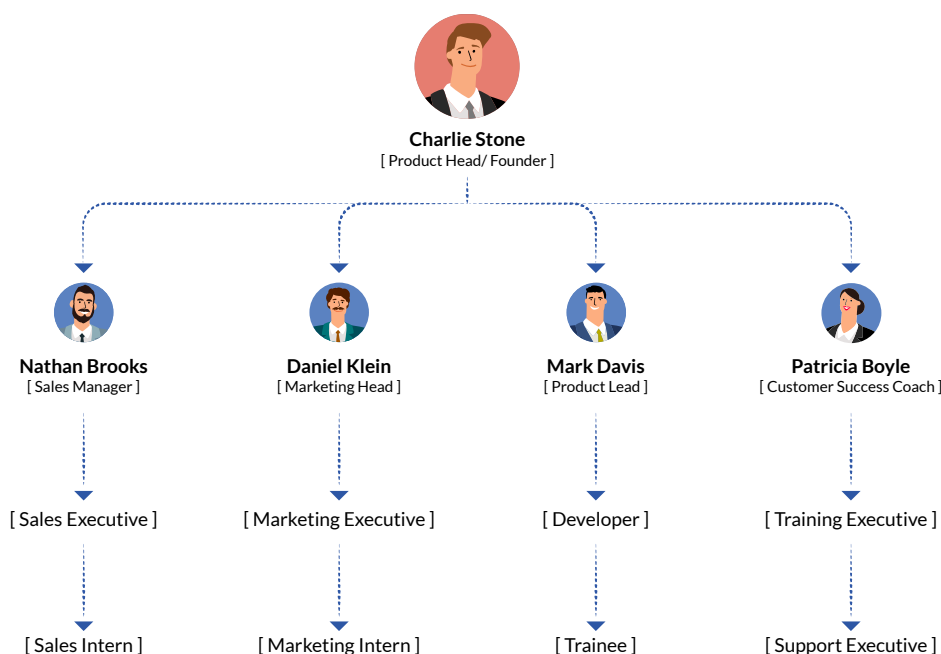 Charlie Stone
[ Product Head/ Founder ]
Nathan Brooks
[ Sales Manager ]
Daniel Klein
[ Marketing Head ]
Mark Davis
[ Product Lead ]
Patricia Boyle
[ Customer Success Coach ]
[ Sales Executive ]
[ Marketing Executive ]
[ Developer ]
[ Training Executive ]
[ Sales Intern ]
[ Marketing Intern ]
[ Trainee ]
[ Support Executive ]